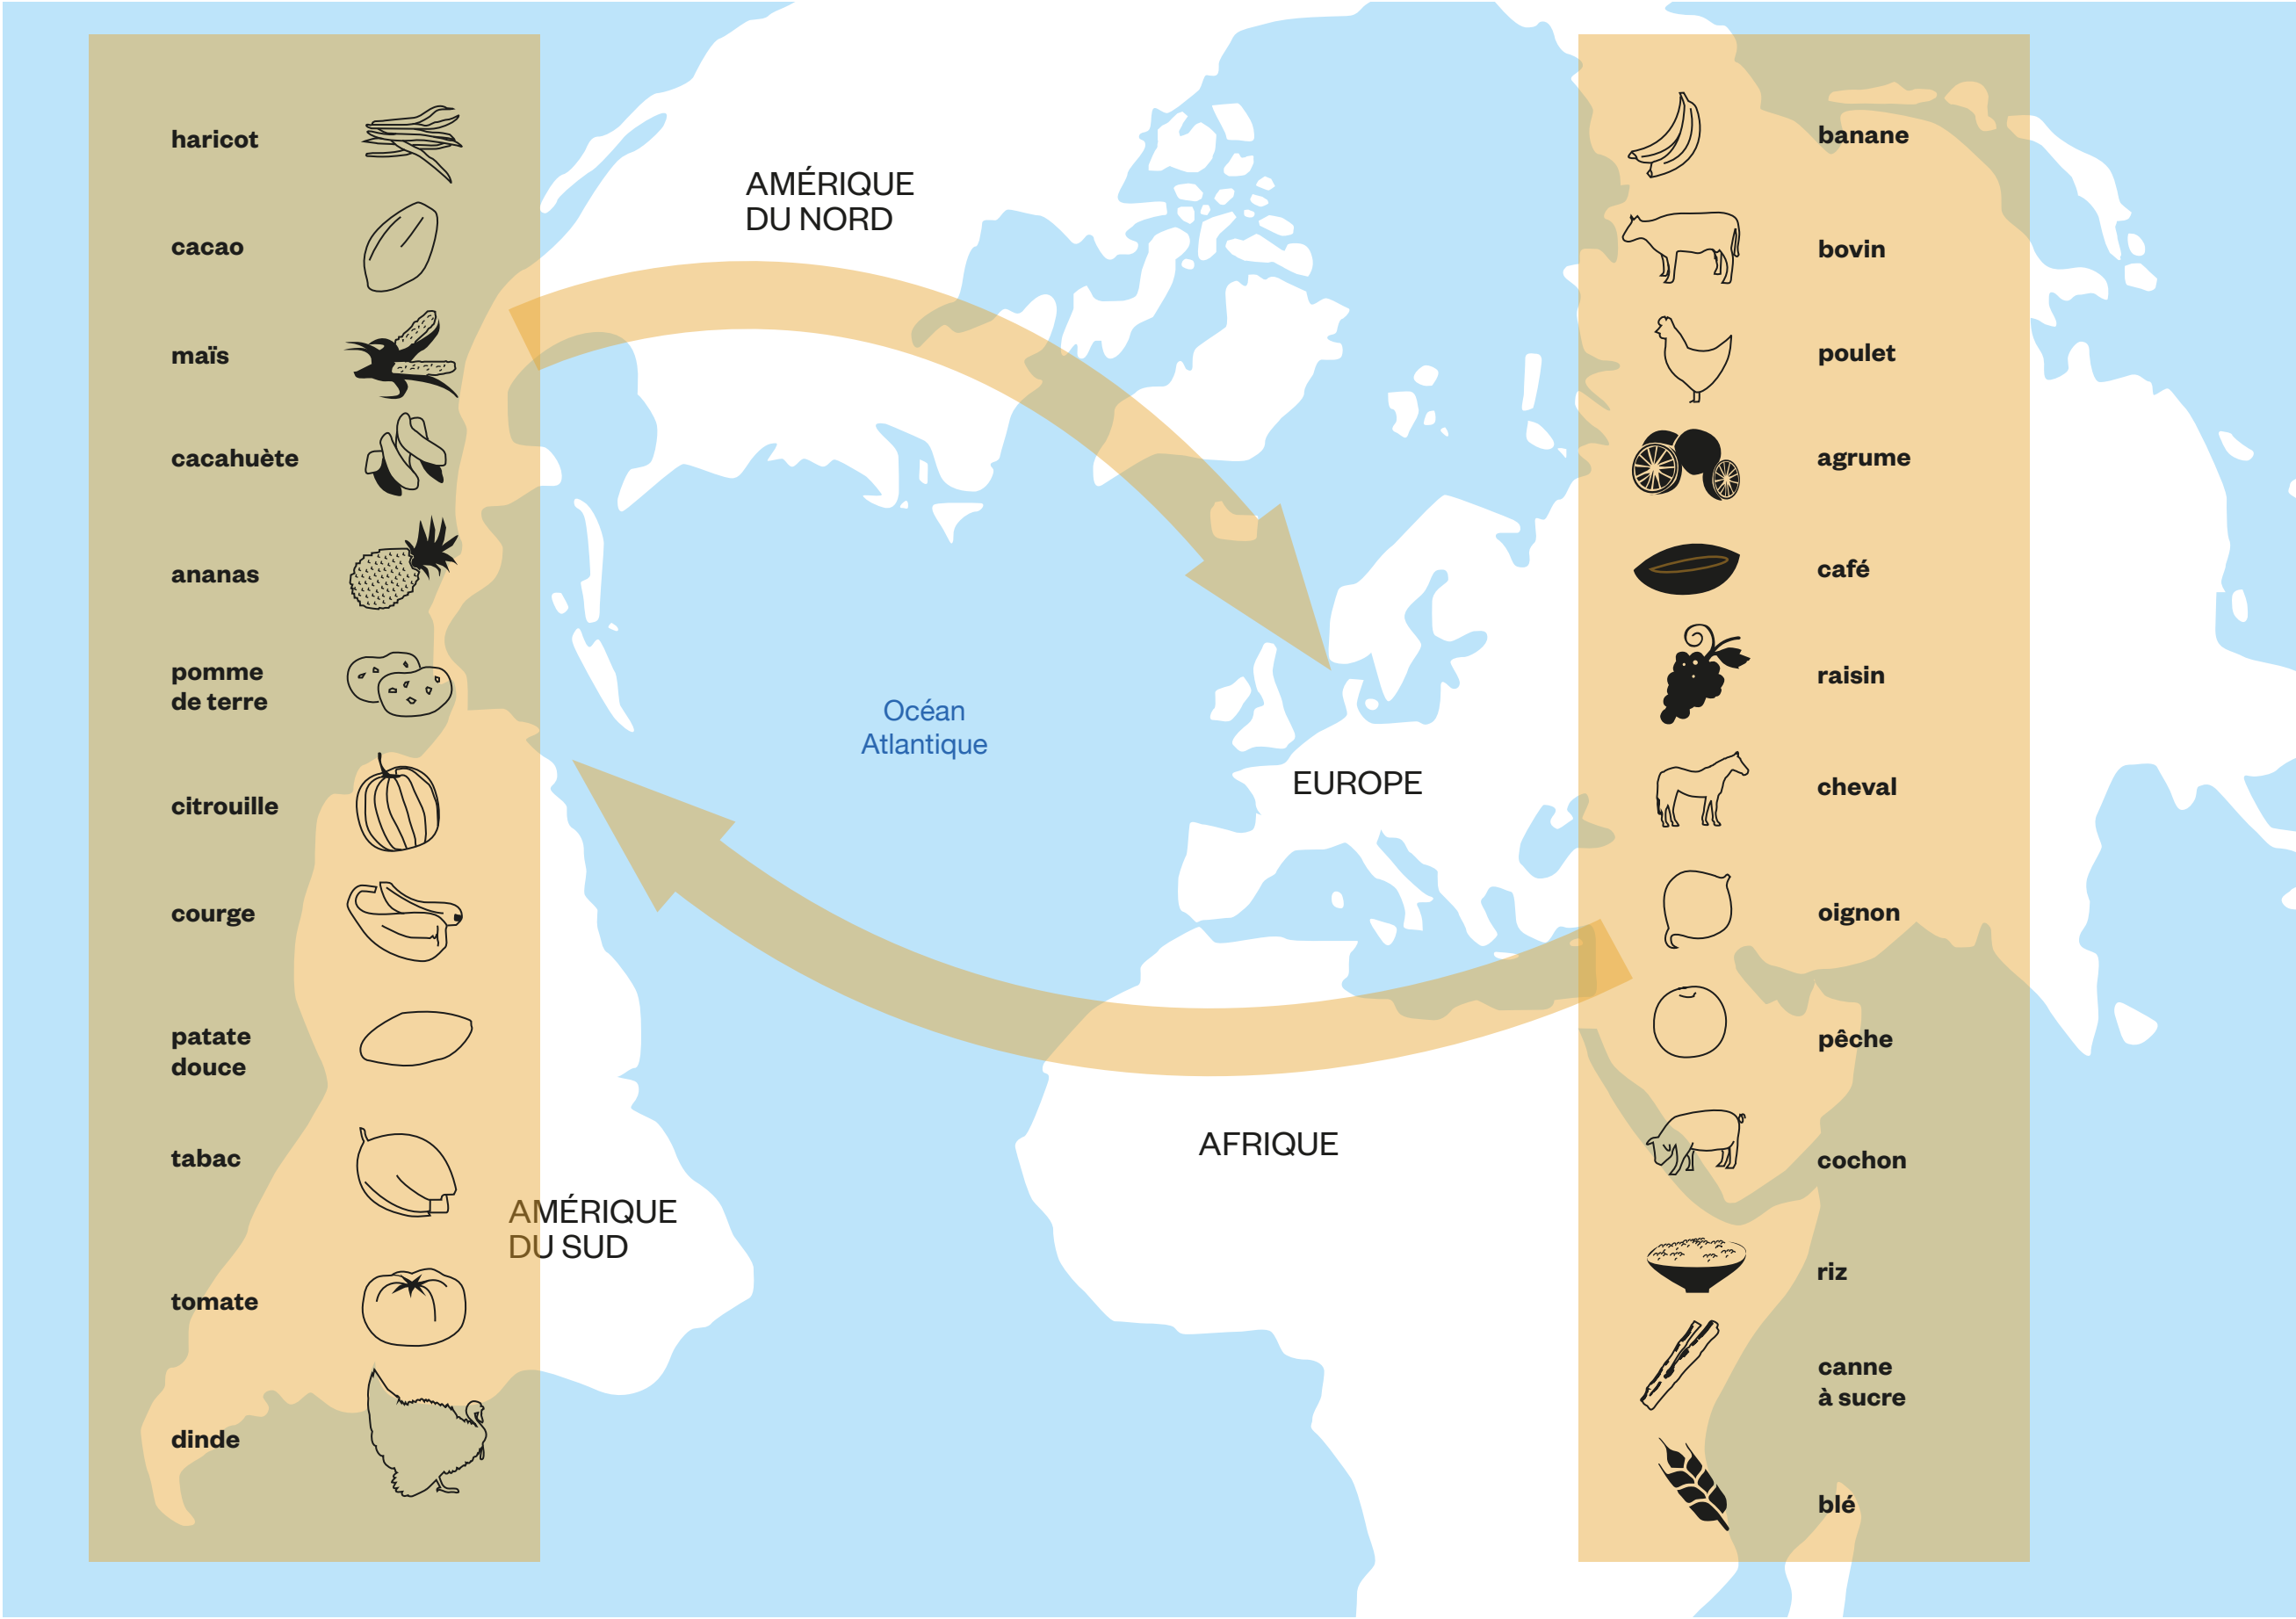 haricot
cacao
maïs
cacahuète
ananas
pomme
de terre
citrouille
courge
patate
douce
tabac
tomate
dinde
AMÉRIQUE
DU NORD
Océan
Atlantique
EUROPE
AFRIQUE
AMÉRIQUE
DU SUD
banane
bovin
poulet
agrume
café
raisin
cheval
oignon
pêche
cochon
riz
canne
à sucre
blé